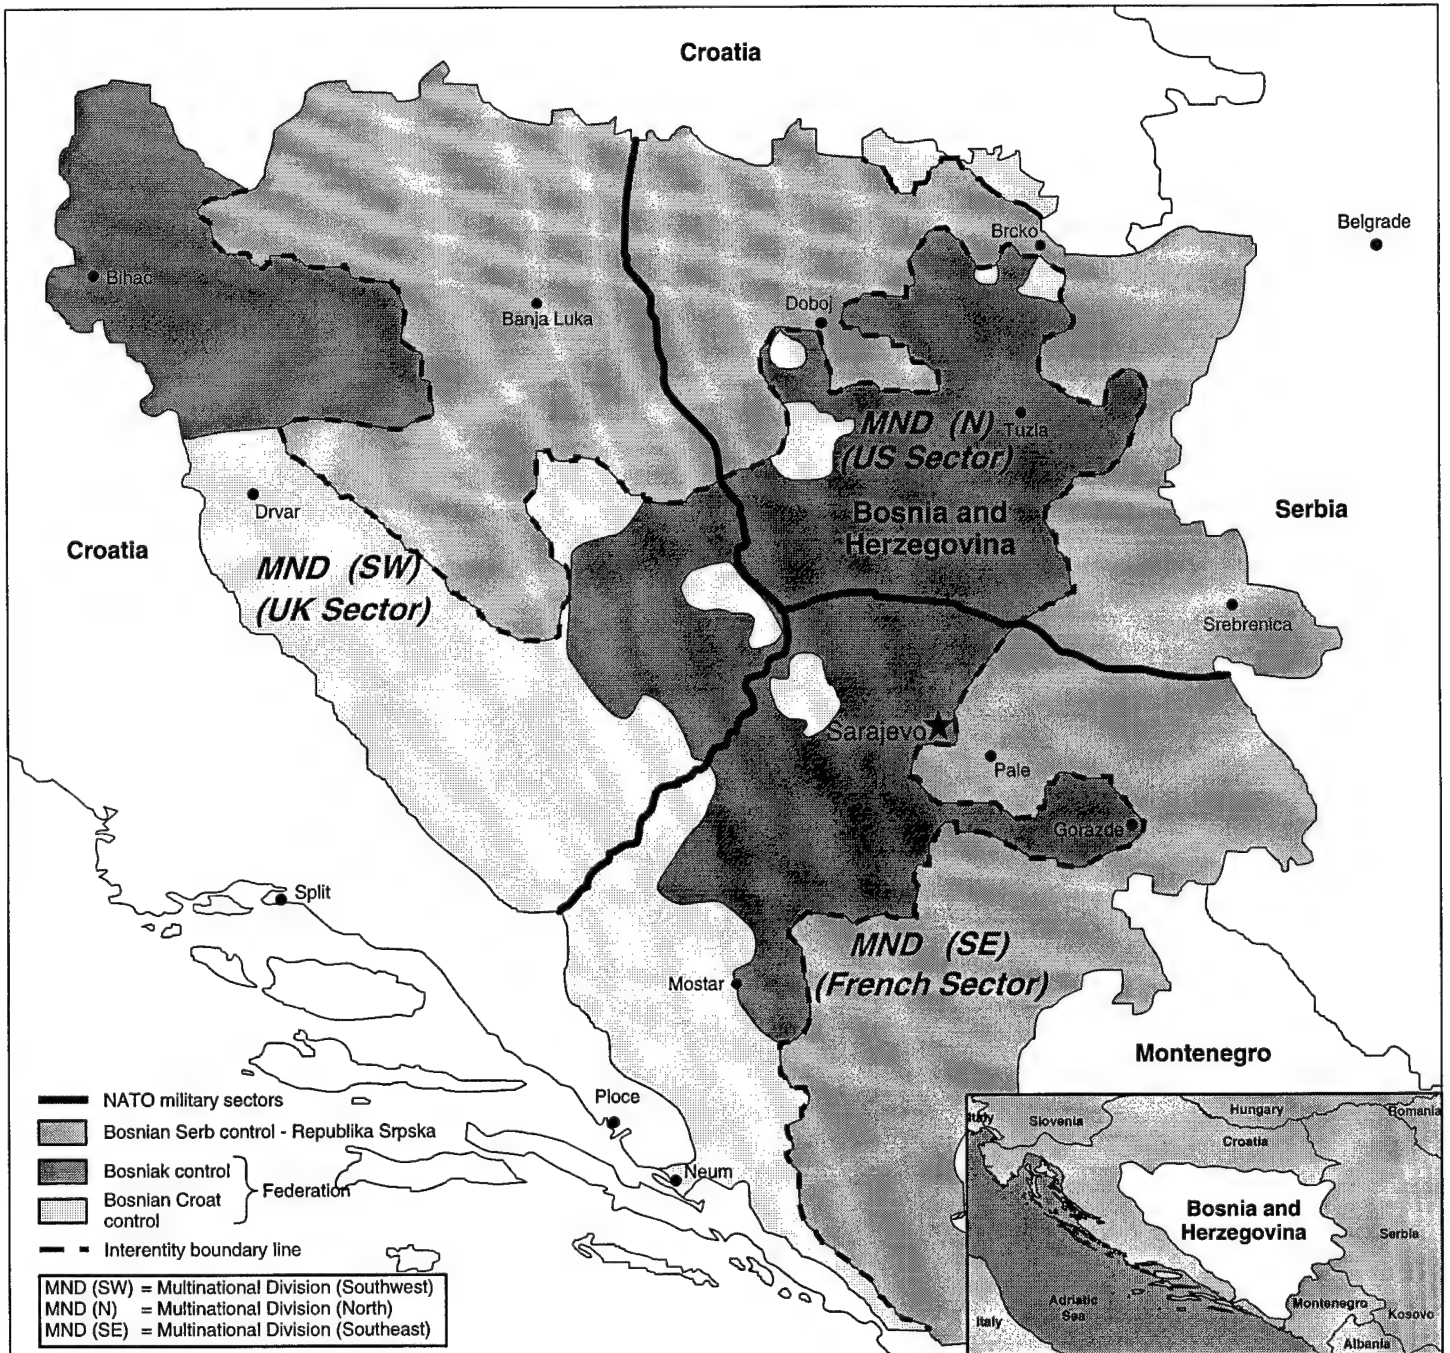 Croatia
Belgrade
Brcko
Bihac
Banja Luka
Doboj
MND (N)
Tuzla
(US Sector)
Drvar
Serbia
Bosnia and
Herzegovina
Croatia
MND (SW)
(UK Sector)
Srebrenica
Sarajevo
Pale
Gorazde
Split
MND (SE)
(French Sector)
Mostar
Montenegro
Ploce
Neum
NATO military sectors
Bosnian Serb control - Republika Srpska
Bosniak control
Federation
Bosnian Croat
control
Interentity boundary line
MND (SW) = Multinational Division (Southwest)
MND (N) = Multinational Division (North)
MND (SE) = Multinational Division (Southeast)
Italy
Slovenia
Hungary
Romania
Croatia
Bosnia and
Herzegovina
Serbia
Adriatic
Sea
Italy
Montenegro
Kosovo
Albania